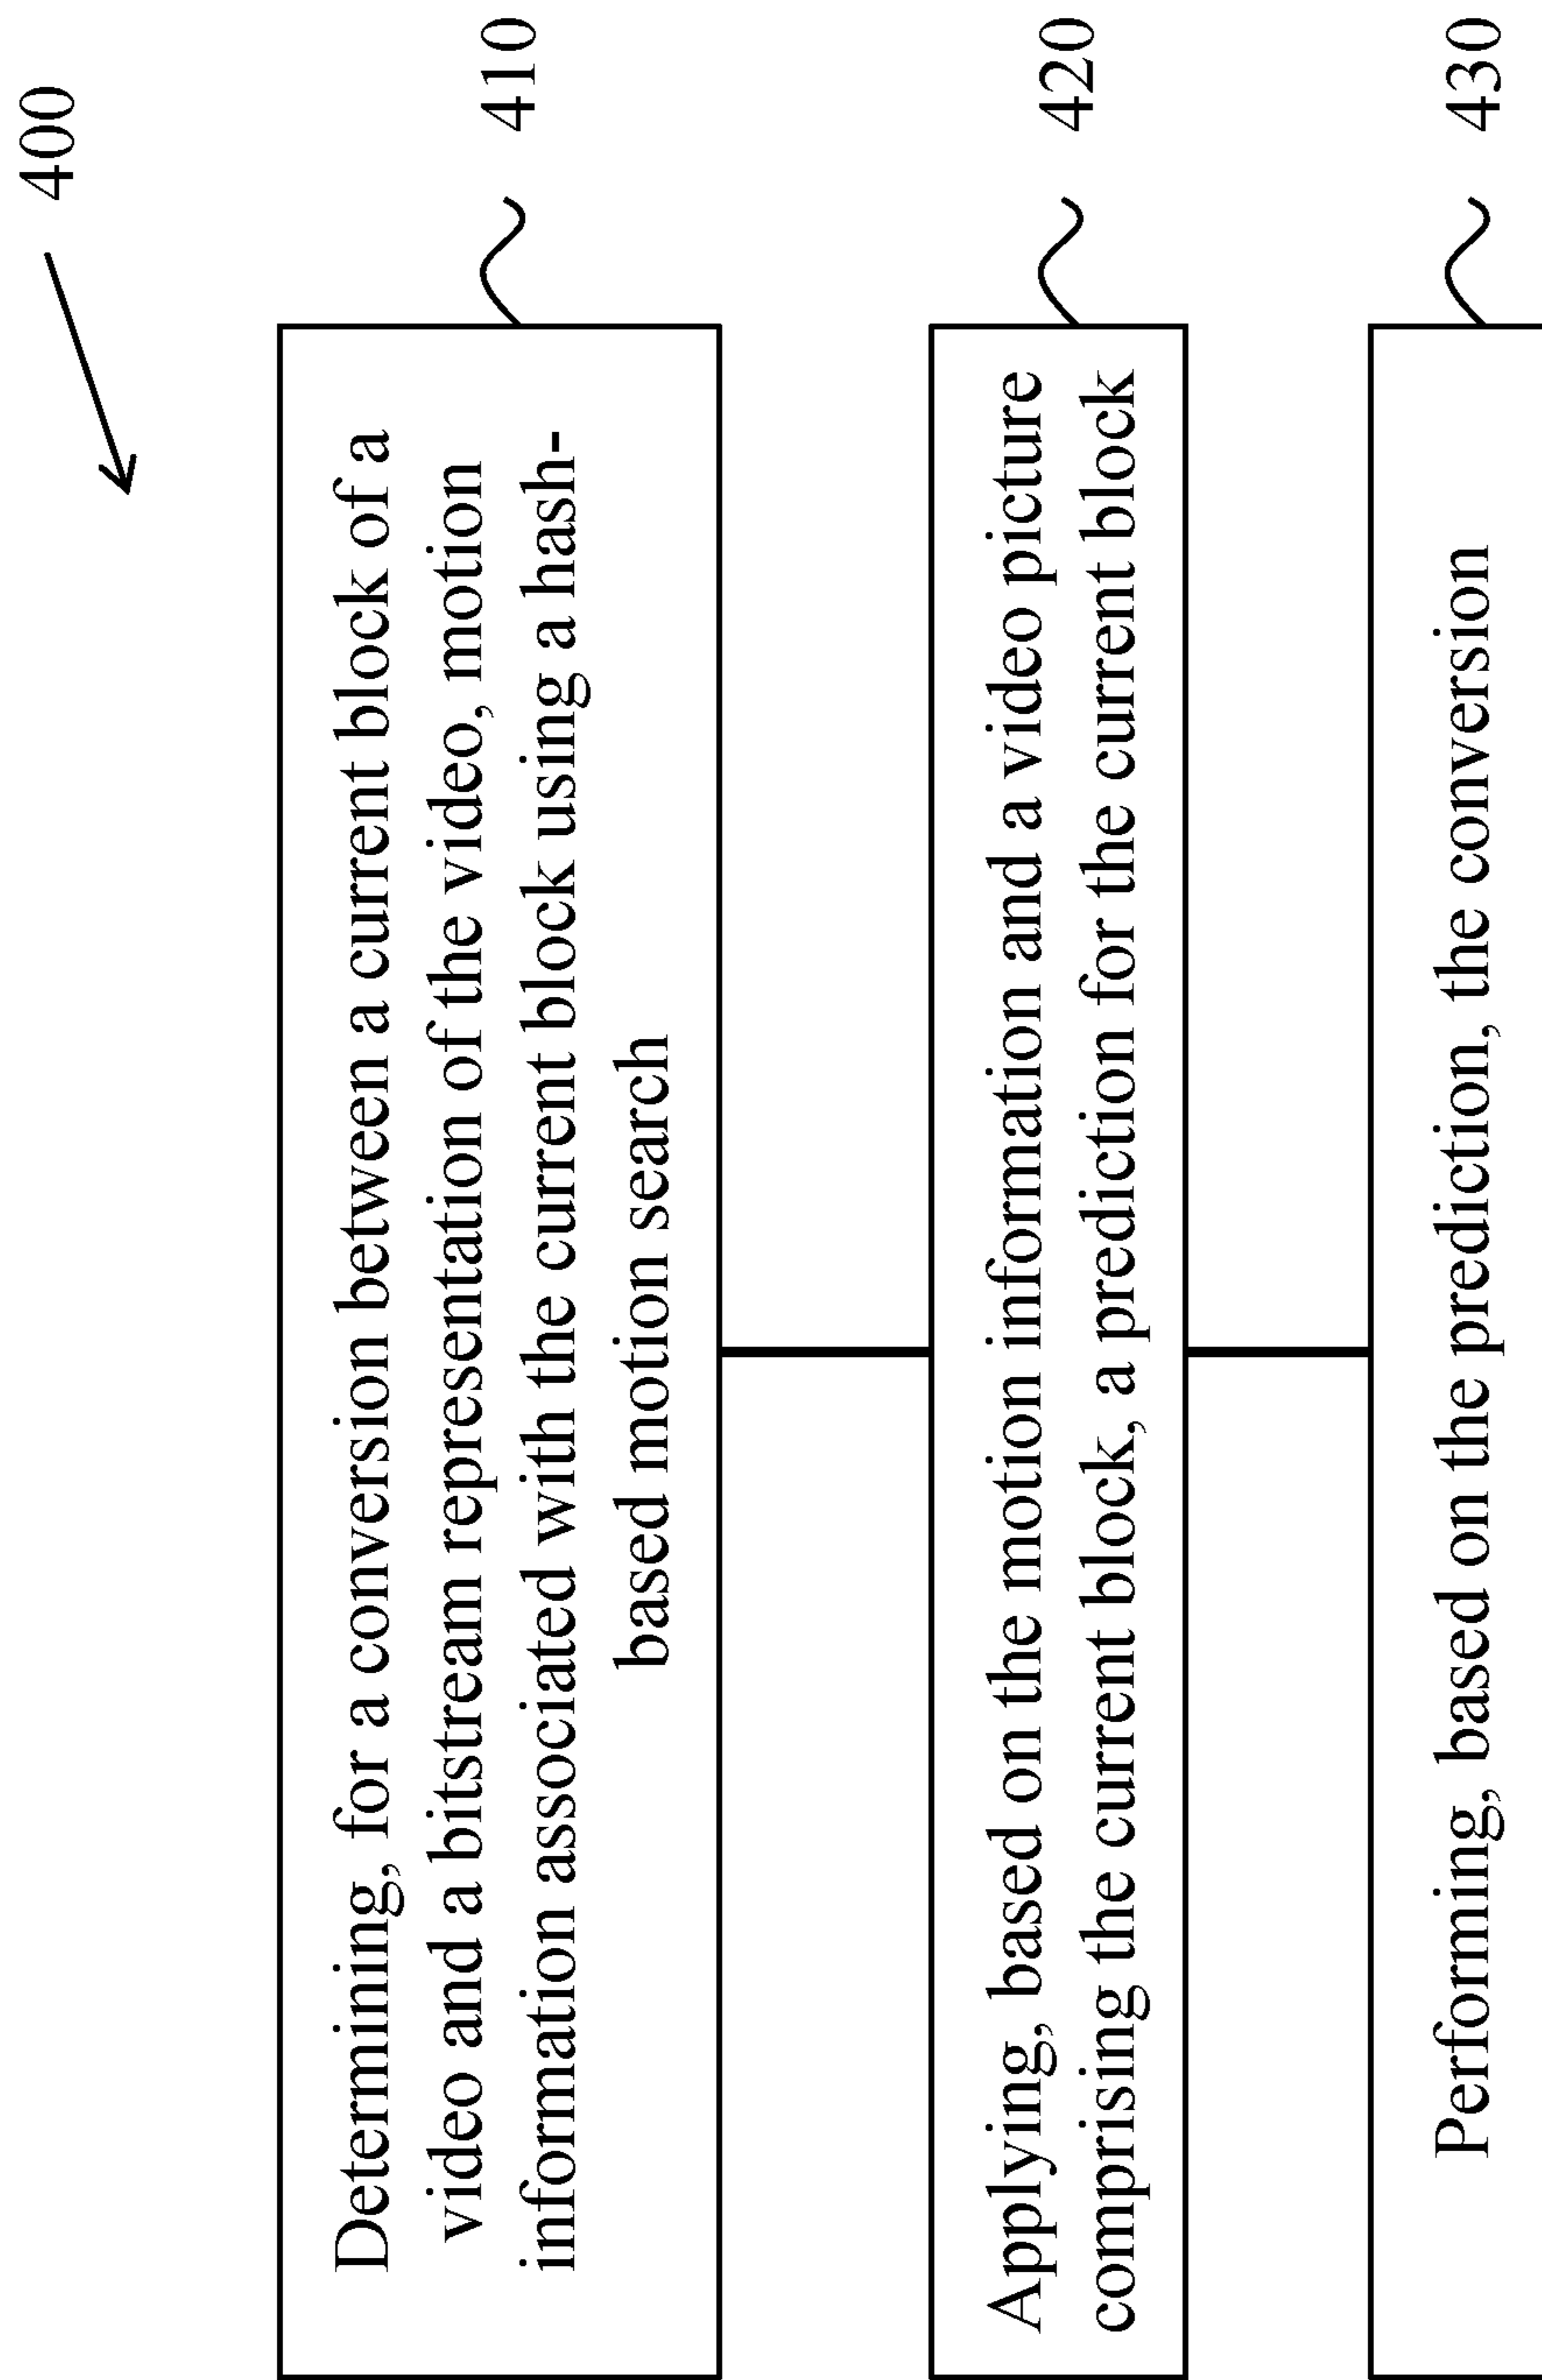 400
Determining, for a conversion between a current block of a
video and a bitstream representation of the video, motion
information associated with the current block using a hash-
based motion search
410
Applying, based on the motion information and a video picture
comprising the current block, a prediction for the current block
420
Performing, based on the prediction, the conversion
430